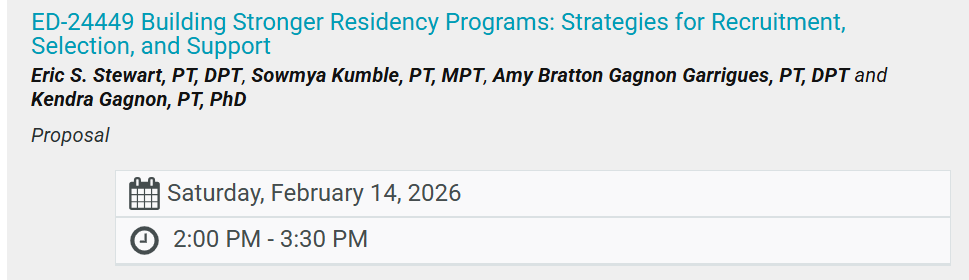 ED-24449 Building Stronger Residency Programs: Strategies for Recruitment,
Selection, and Support
Eric S. Stewart, PT, DPT, Sowmya Kumble, PT, MPT, Amy Bratton Gagnon Garrigues, PT, DPT and
Kendra Gagnon, PT, PhD
Proposal
Saturday, February 14, 2026
2:00 PM - 3:30 PM